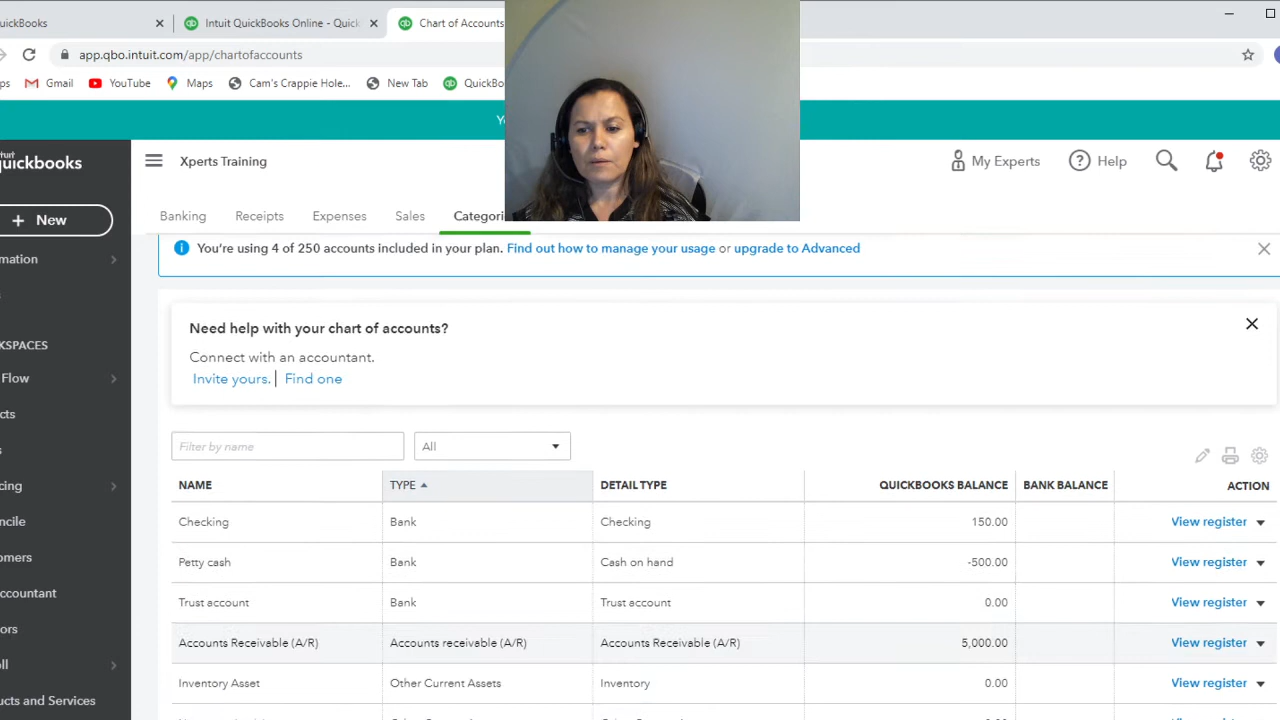 uickBooks
Intuit QuickBooks Online - Quick
Chart of Accounts
app.qbo.intuit.com/app/chartofaccounts
ps Gmail YouTube Maps Cam's Crappie Hole... New Tab QuickBo
Yo
ntuit
quickbooks
Xperts Training
My Experts
Help
+ New
Banking Receipts Expenses Sales Categori
You're using 4 of 250 accounts included in your plan. Find out how to manage your usage or upgrade to Advanced
mation
s
KSPACES
Flow
cts
s
cing
ncile
omers
ccountant
ors
ll
ucts and Services
Need help with your chart of accounts?
Connect with an accountant.
Invite yours. | Find one
Filter by name All
NAME TYPE DETAIL TYPE QUICKBOOKS BALANCE BANK BALANCE ACTION
Checking Bank Checking 150.00 View register
Petty cash Bank Cash on hand -500.00 View register
Trust account Bank Trust account 0.00 View register
Accounts Receivable (A/R) Accounts receivable (A/R) Accounts Receivable (A/R) 5,000.00 View register
Inventory Asset Other Current Assets Inventory 0.00 View register